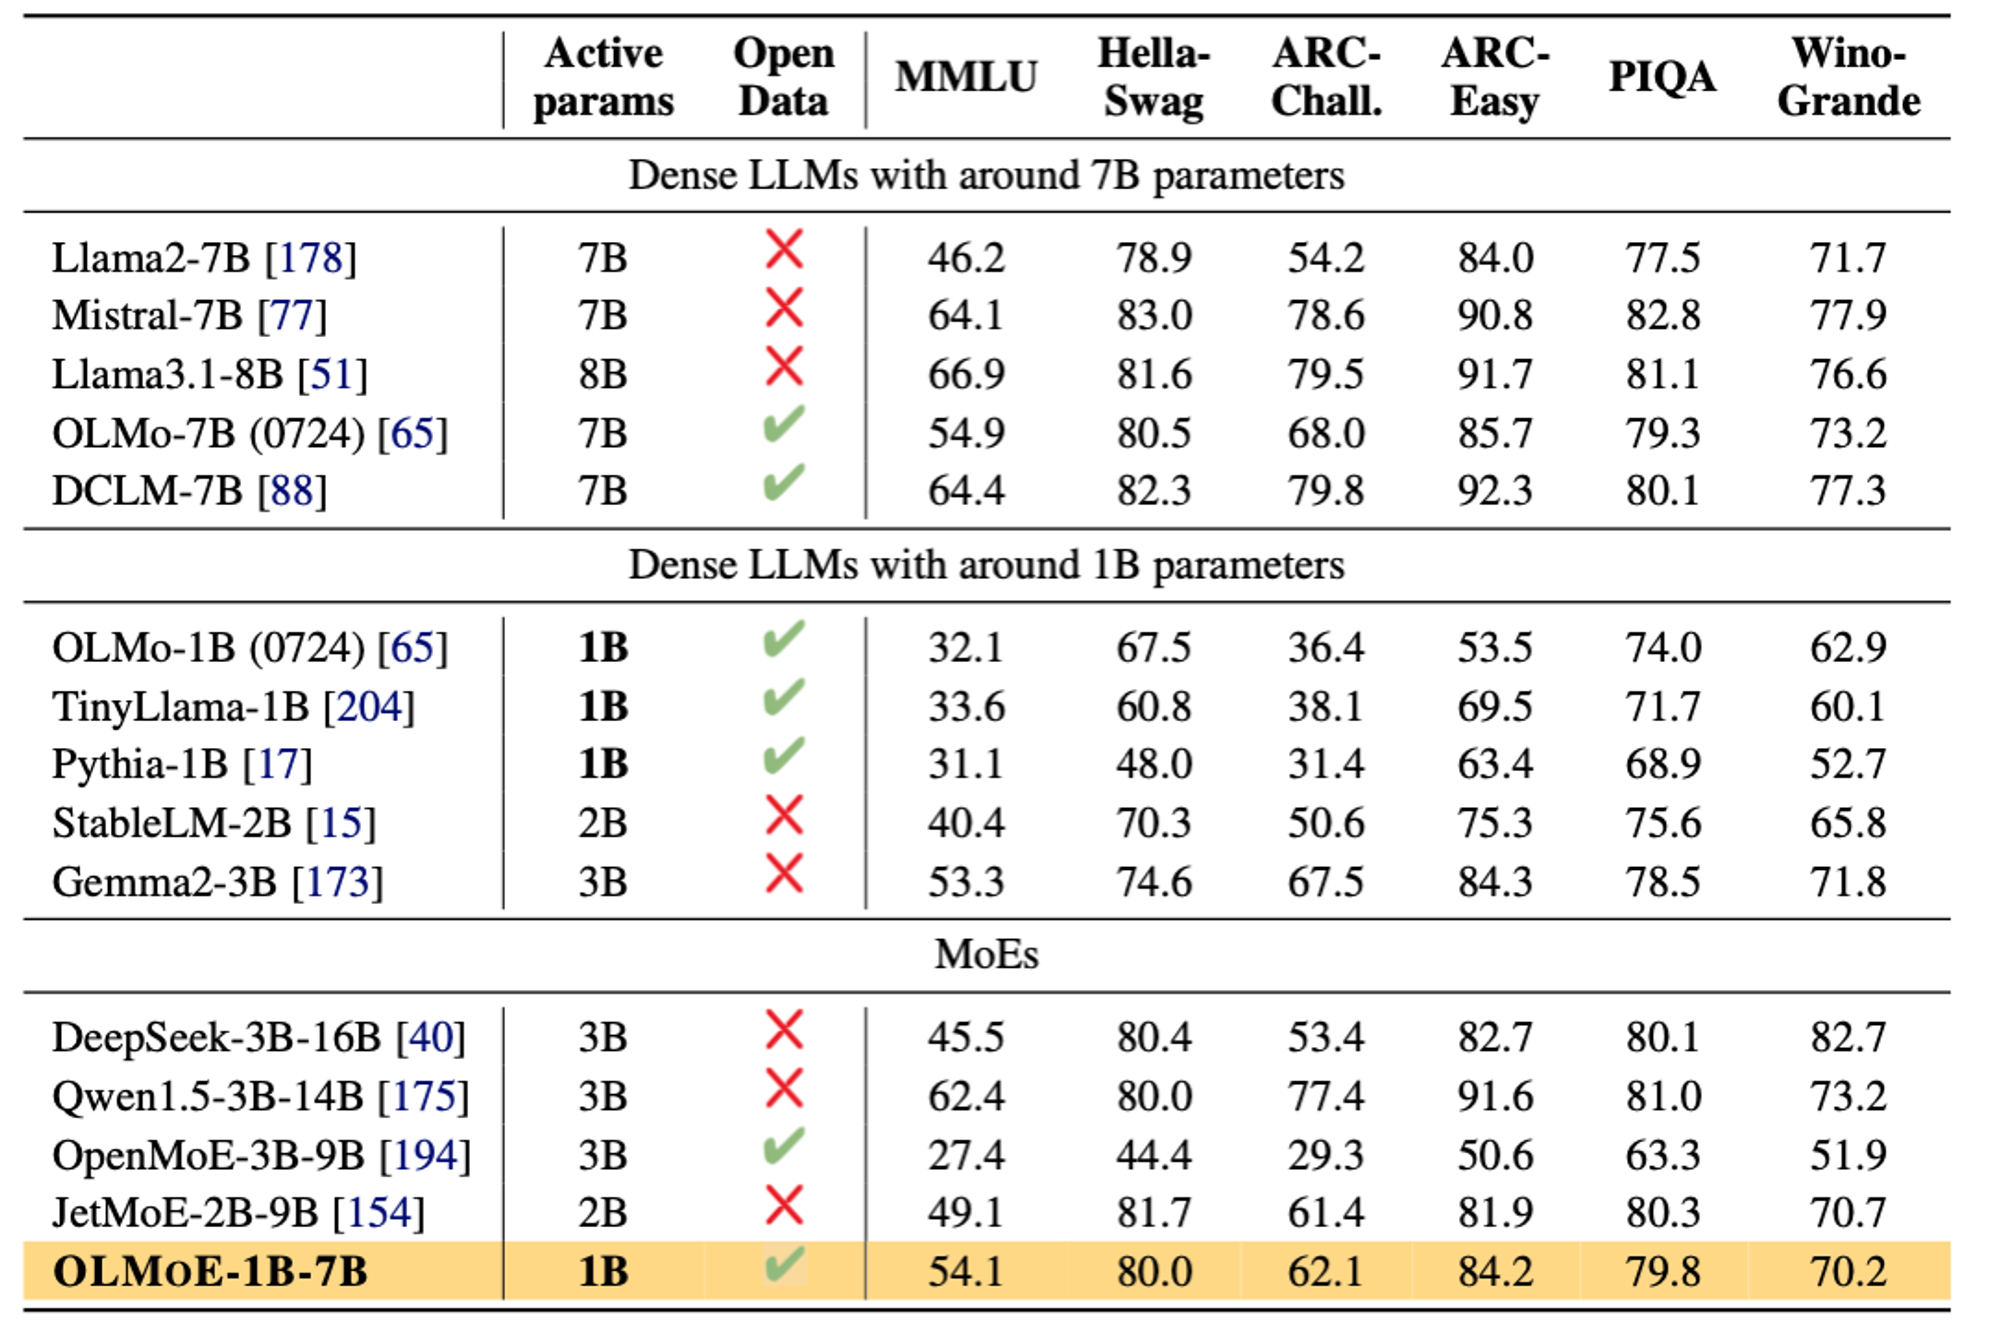 Active params Open Data MMLU Hella-Swag ARC-Chall. ARC-Easy PIQA Wino-Grande
Dense LLMs with around 7B parameters
Llama2-7B [178] 7B ✗ 46.2 78.9 54.2 84.0 77.5 71.7
Mistral-7B [77] 7B ✗ 64.1 83.0 78.6 90.8 82.8 77.9
Llama3.1-8B [51] 8B ✗ 66.9 81.6 79.5 91.7 81.1 76.6
OLMo-7B (0724) [65] 7B ✔ 54.9 80.5 68.0 85.7 79.3 73.2
DCLM-7B [88] 7B ✔ 64.4 82.3 79.8 92.3 80.1 77.3
Dense LLMs with around 1B parameters
OLMo-1B (0724) [65] 1B ✔ 32.1 67.5 36.4 53.5 74.0 62.9
TinyLlama-1B [204] 1B ✔ 33.6 60.8 38.1 69.5 71.7 60.1
Pythia-1B [17] 1B ✔ 31.1 48.0 31.4 63.4 68.9 52.7
StableLM-2B [15] 2B ✗ 40.4 70.3 50.6 75.3 75.6 65.8
Gemma2-3B [173] 3B ✗ 53.3 74.6 67.5 84.3 78.5 71.8
MoEs
DeepSeek-3B-16B [40] 3B ✗ 45.5 80.4 53.4 82.7 80.1 82.7
Qwen1.5-3B-14B [175] 3B ✗ 62.4 80.0 77.4 91.6 81.0 73.2
OpenMoE-3B-9B [194] 3B ✔ 27.4 44.4 29.3 50.6 63.3 51.9
JetMoE-2B-9B [154] 2B ✗ 49.1 81.7 61.4 81.9 80.3 70.7
OLMOE-1B-7B 1B ✔ 54.1 80.0 62.1 84.2 79.8 70.2